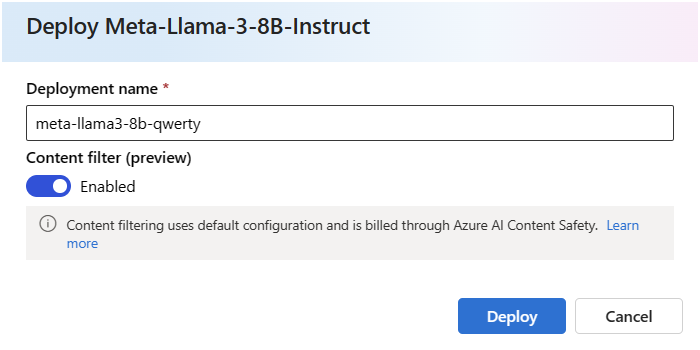 Deploy Meta-Llama-3-8B-Instruct
Deployment name *
meta-llama3-8b-qwerty
Content filter (preview)
Enabled
Content filtering uses default configuration and is billed through Azure AI Content Safety. Learn
more
Deploy
Cancel